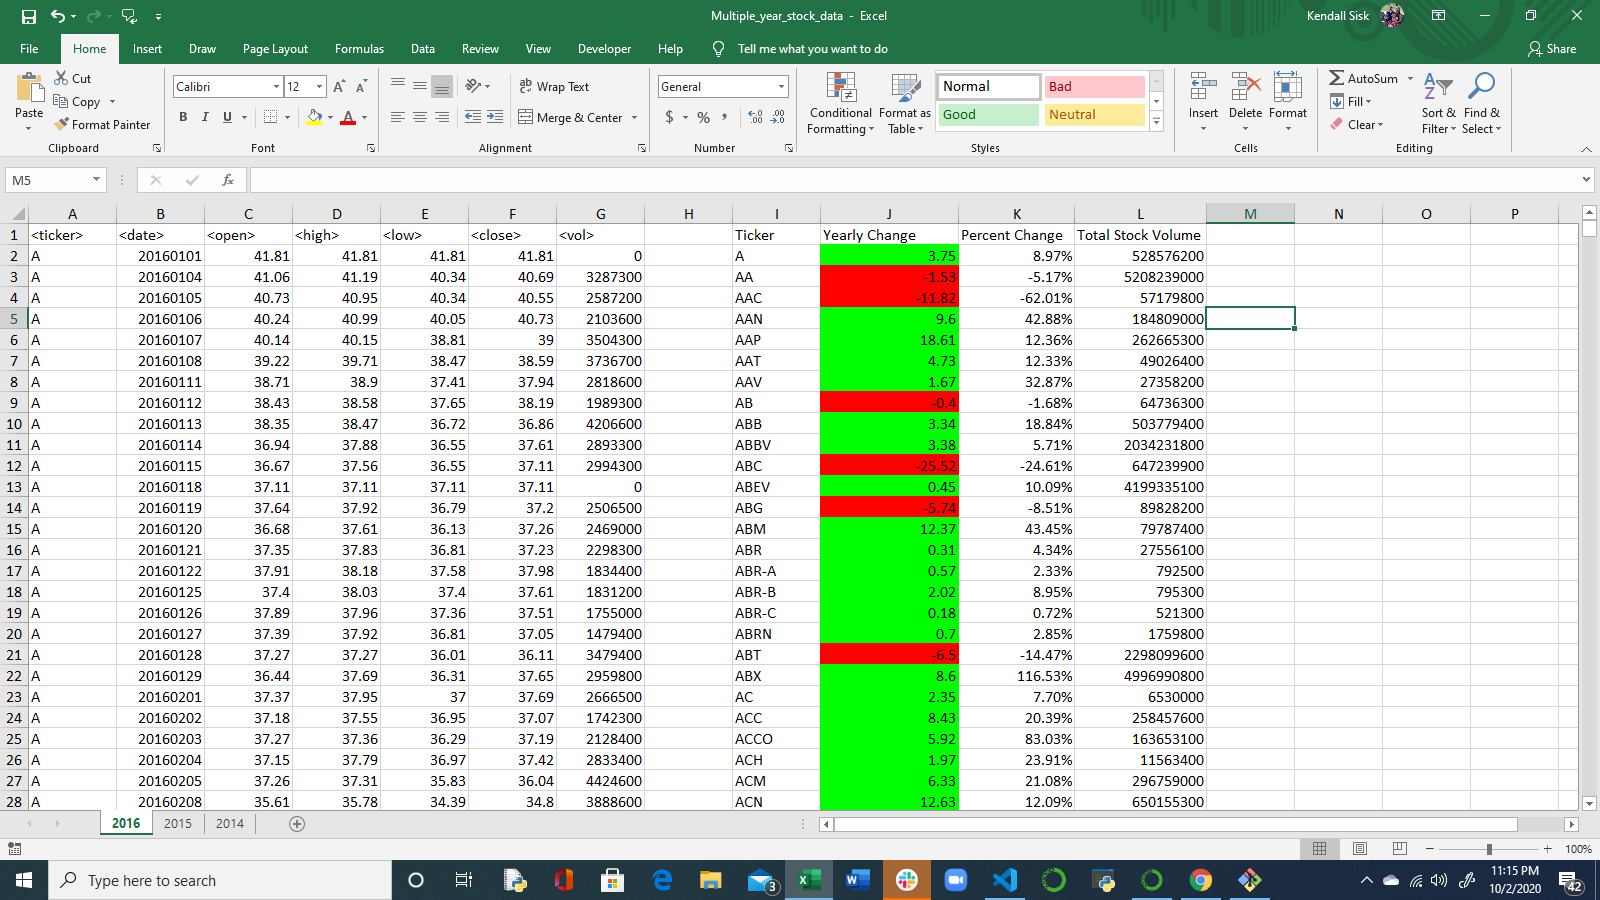 Multiple_year_stock_data - Excel
Kendall Sisk
File Home Insert Draw Page Layout Formulas Data Review View Developer Help Tell me what you want to do Share
Paste Cut Copy Format Painter
Calibri 12 B I U A A A
Wrap Text Merge & Center
General $ % ,
Conditional Formatting Format as Table
Normal Bad Good Neutral
Insert Delete Format
AutoSum Fill Clear Sort & Filter Find & Select
Clipboard Font Alignment Number Styles Cells Editing
M5 fx
A B C D E F G H I J K L M N O P
1 <ticker> <date> <open> <high> <low> <close> <vol> Ticker Yearly Change Percent Change Total Stock Volume
2 A 20160101 41.81 41.81 41.81 41.81 0 A 3.75 8.97% 528576200
3 A 20160104 41.06 41.19 40.34 40.69 3287300 AA -1.53 -5.17% 5208239000
4 A 20160105 40.73 40.95 40.34 40.55 2587200 AAC -11.82 -62.01% 57179800
5 A 20160106 40.24 40.99 40.05 40.73 2103600 AAN 9.6 42.88% 184809000
6 A 20160107 40.14 40.15 38.81 39 3504300 AAP 18.61 12.36% 262665300
7 A 20160108 39.22 39.71 38.47 38.59 3736700 AAT 4.73 12.33% 49026400
8 A 20160111 38.71 38.9 37.41 37.94 2818600 AAV 1.67 32.87% 27358200
9 A 20160112 38.43 38.58 37.65 38.19 1989300 AB -0.4 -1.68% 64736300
10 A 20160113 38.35 38.47 36.72 36.86 4206600 ABB 3.34 18.84% 503779400
11 A 20160114 36.94 37.88 36.55 37.61 2893300 ABBV 3.38 5.71% 2034231800
12 A 20160115 36.67 37.56 36.55 37.11 2994300 ABC -25.52 -24.61% 647239900
13 A 20160118 37.11 37.11 37.11 37.11 0 ABEV 0.45 10.09% 4199335100
14 A 20160119 37.64 37.92 36.79 37.2 2506500 ABG -5.74 -8.51% 89828200
15 A 20160120 36.68 37.61 36.13 37.26 2469000 ABM 12.37 43.45% 79787400
16 A 20160121 37.35 37.83 36.81 37.23 2298300 ABR 0.31 4.34% 27556100
17 A 20160122 37.91 38.18 37.58 37.98 1834400 ABR-A 0.57 2.33% 792500
18 A 20160125 37.4 38.03 37.4 37.61 1831200 ABR-B 2.02 8.95% 795300
19 A 20160126 37.89 37.96 37.36 37.51 1755000 ABR-C 0.18 0.72% 521300
20 A 20160127 37.39 37.92 36.81 37.05 1479400 ABRN 0.7 2.85% 1759800
21 A 20160128 37.27 37.27 36.01 36.11 3479400 ABT -6.5 -14.47% 2298099600
22 A 20160129 36.44 37.69 36.31 37.65 2959800 ABX 8.6 116.53% 4996990800
23 A 20160201 37.37 37.95 37 37.69 2666500 AC 2.35 7.70% 6530000
24 A 20160202 37.18 37.55 36.95 37.07 1742300 ACC 8.43 20.39% 258457600
25 A 20160203 37.27 37.36 36.29 37.19 2128400 ACCO 5.92 83.03% 163653100
26 A 20160204 37.15 37.79 36.97 37.42 2833400 ACH 1.97 23.91% 11563400
27 A 20160205 37.26 37.31 35.83 36.04 4424600 ACM 6.33 21.08% 296759000
28 A 20160208 35.61 35.78 34.39 34.8 3888600 ACN 12.63 12.09% 650155300
2016 2015 2014
100%
Type here to search 3 11:15 PM
10/2/2020 42